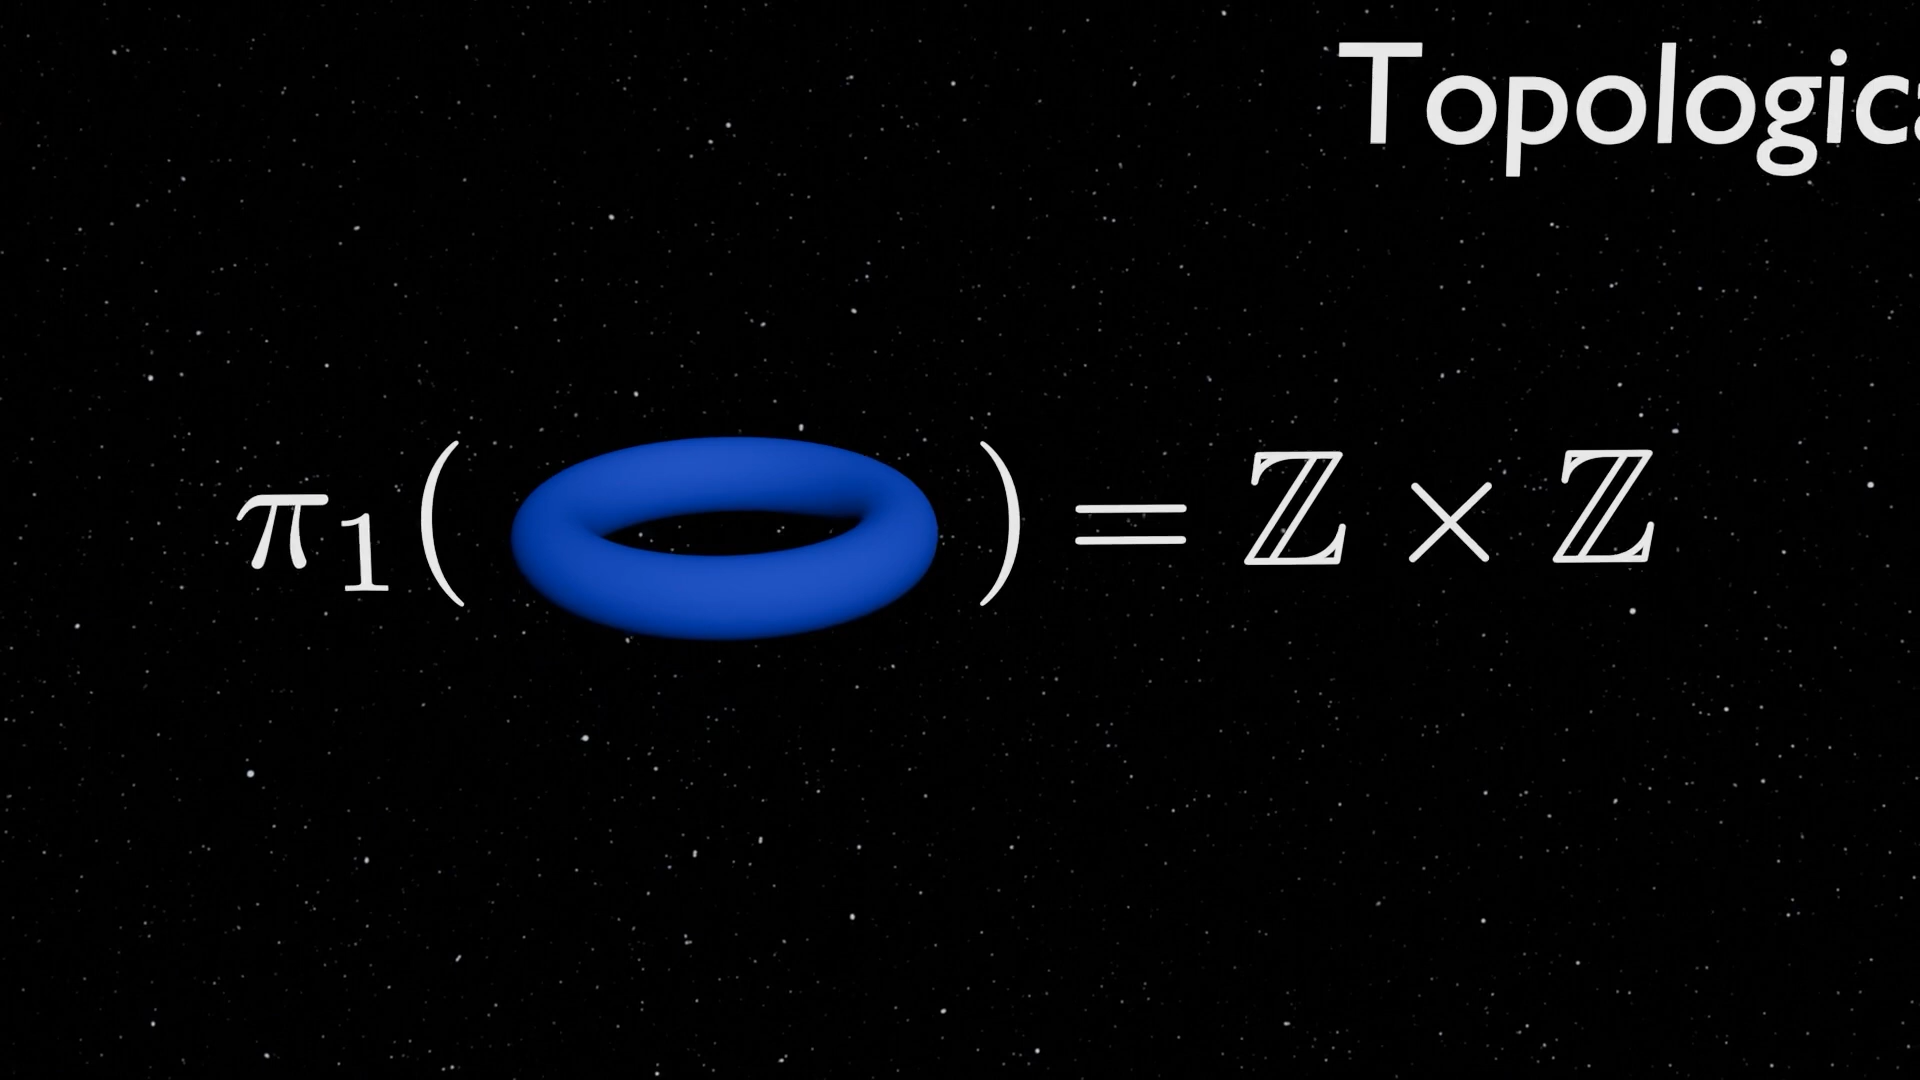 Topologic
π₁( ) = ℤ × ℤ